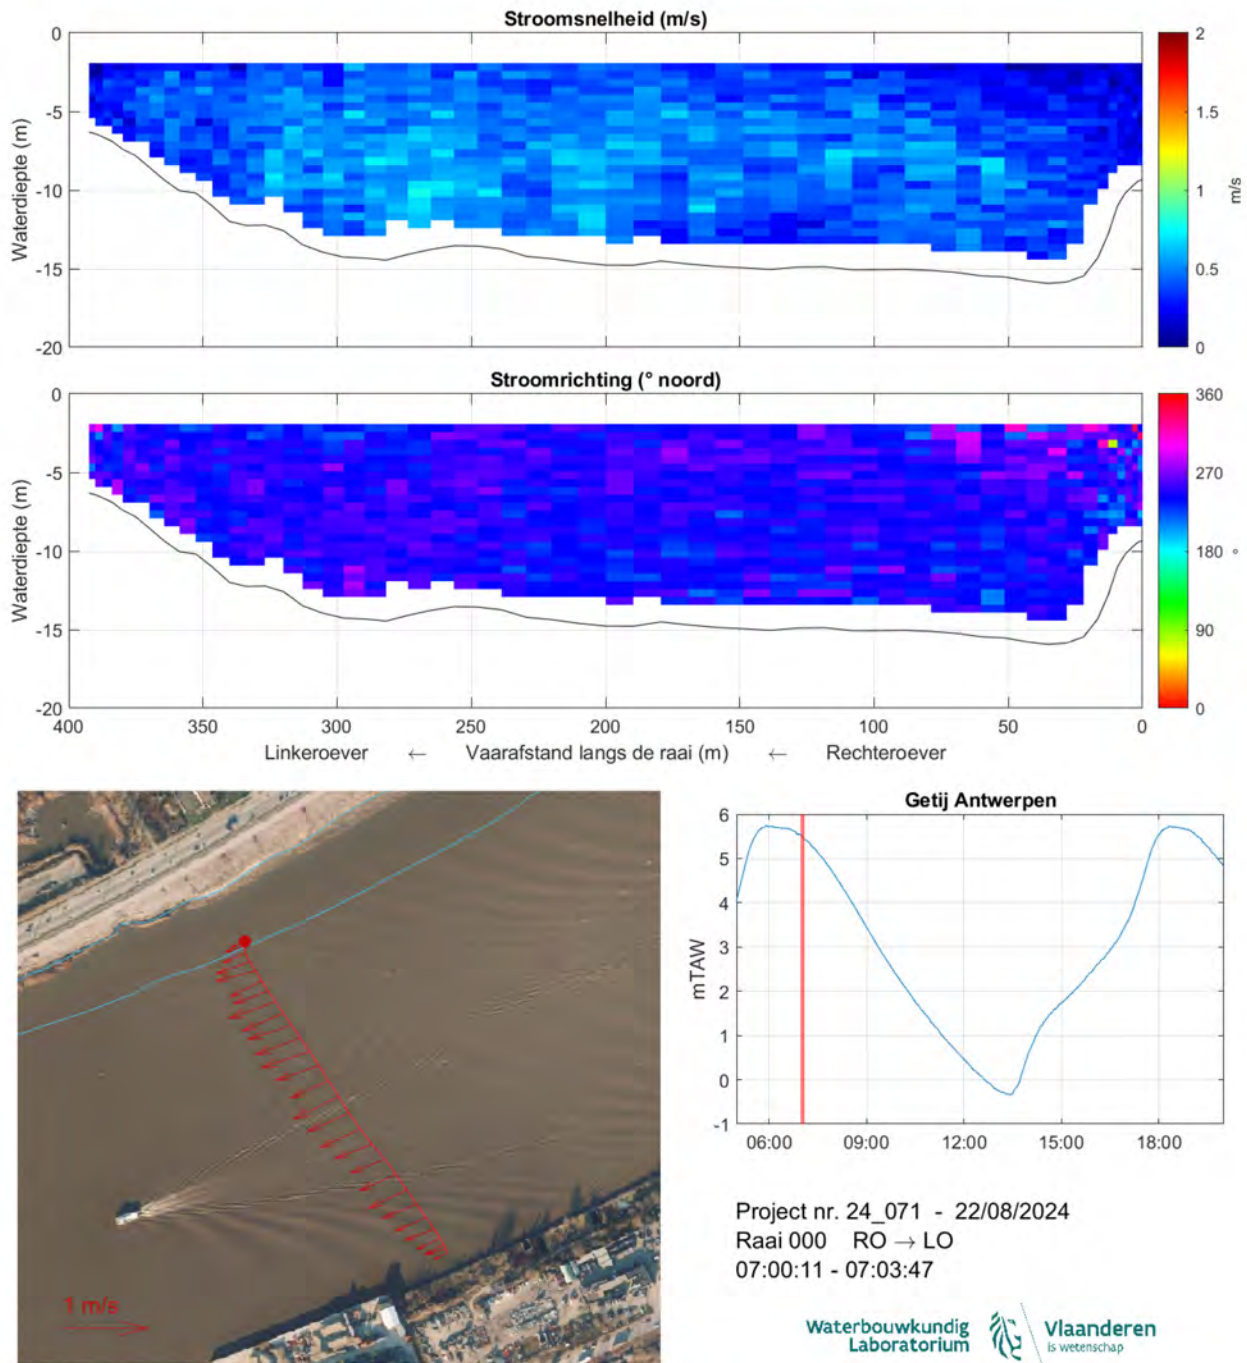 Stroomsnelheid (m/s)
0
-5
-10
-15
-20
Waterdiepte (m)
2
1.5
1
0.5
0
m/s
Stroomrichting (° noord)
0
-5
-10
-15
-20
Waterdiepte (m)
400 350 300 250 200 150 100 50 0
360
270
180
90
0
°
Linkeroever ← Vaarafstand langs de raai (m) ← Rechteroever
1 m/s
Getij Antwerpen
6
5
4
3
2
1
0
-1
mTAW
06:00 09:00 12:00 15:00 18:00
Project nr. 24_071 - 22/08/2024
Raai 000 RO → LO
07:00:11 - 07:03:47
Waterbouwkundig
Laboratorium
Vlaanderen
is wetenschap